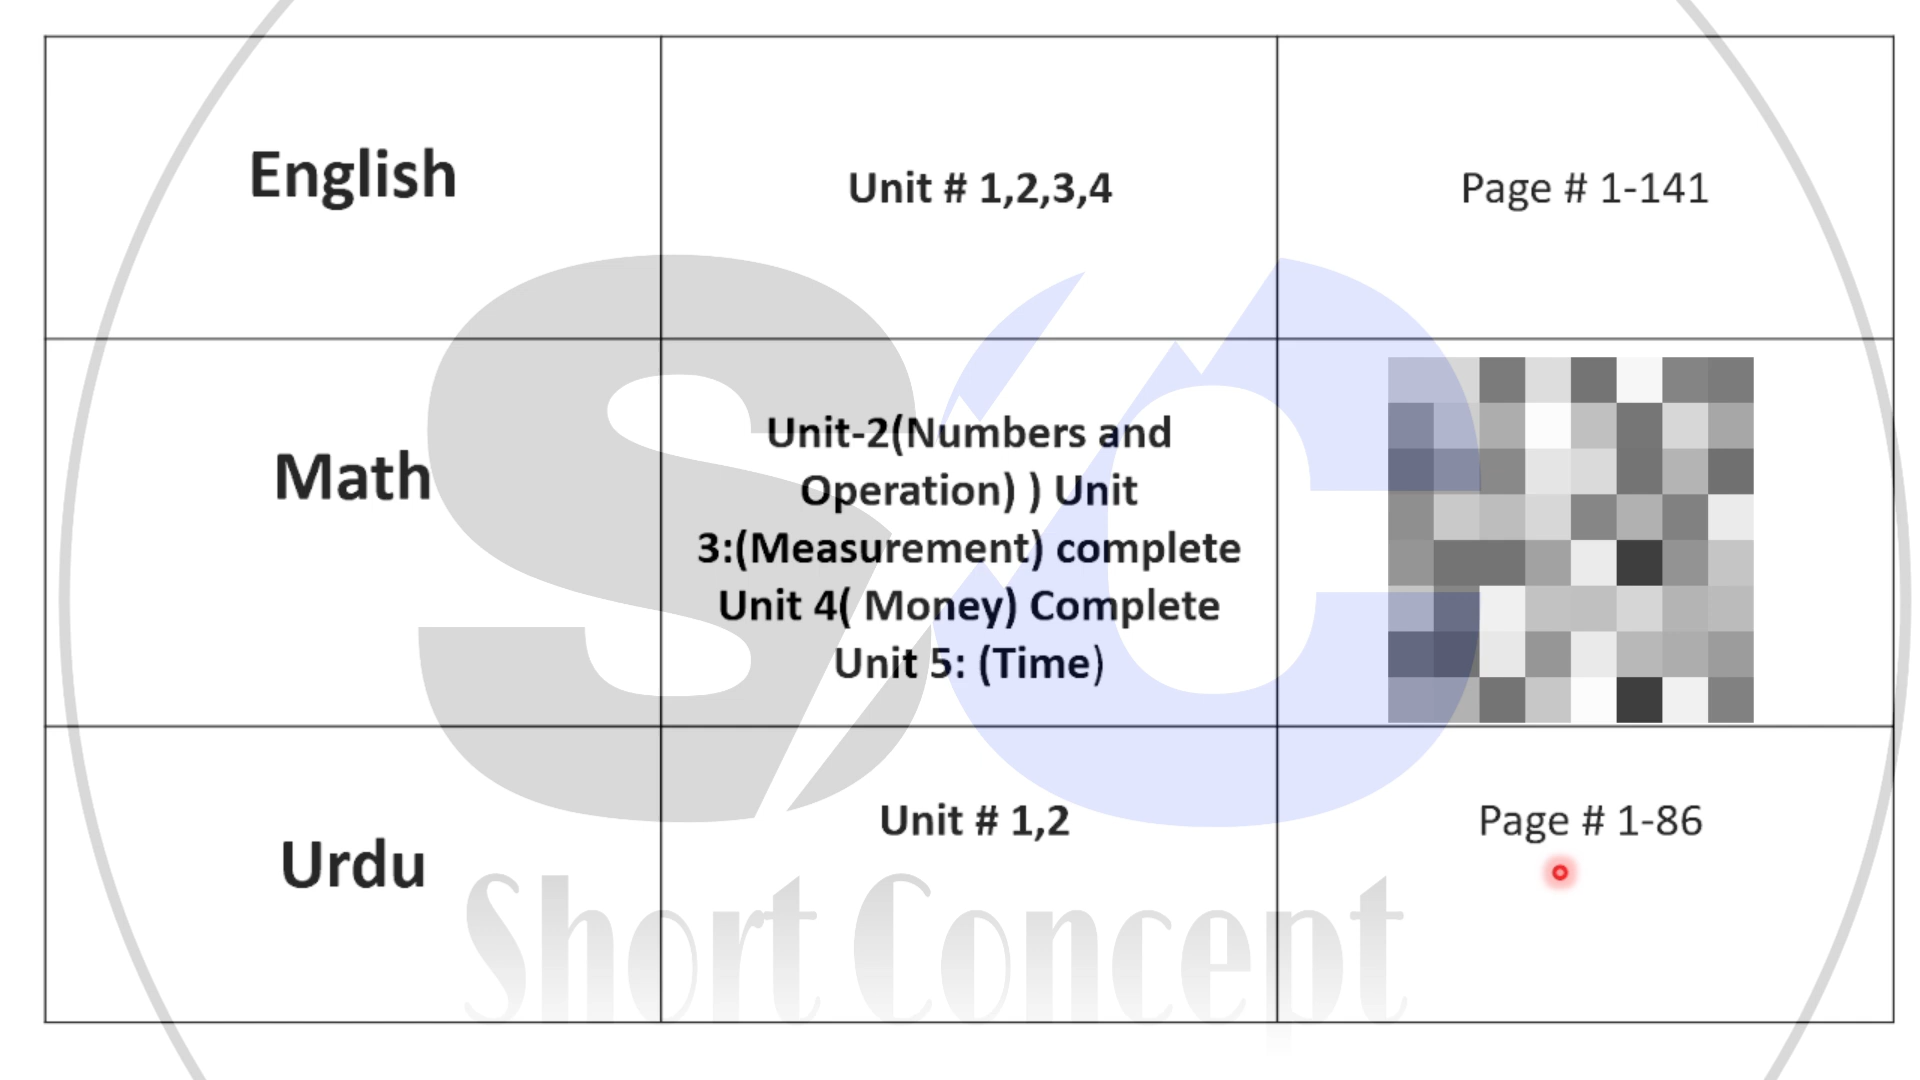 English
Unit # 1,2,3,4
Page # 1-141
Math
Unit-2(Numbers and
Operation) ) Unit
3:(Measurement) complete
Unit 4( Money) Complete
Unit 5: (Time)
Urdu
Unit # 1,2
Page # 1-86
SC
Short Concept